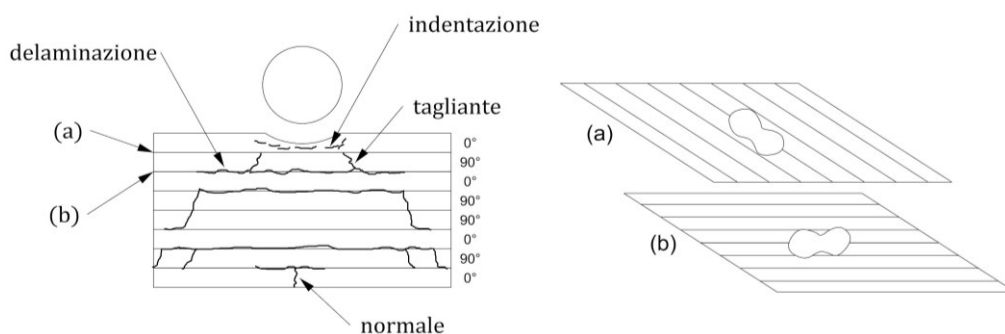 indentazione
delaminazione
tagliante
(a)
(b)
0°
90°
0°
90°
90°
0°
90°
0°
normale
(a)
(b)